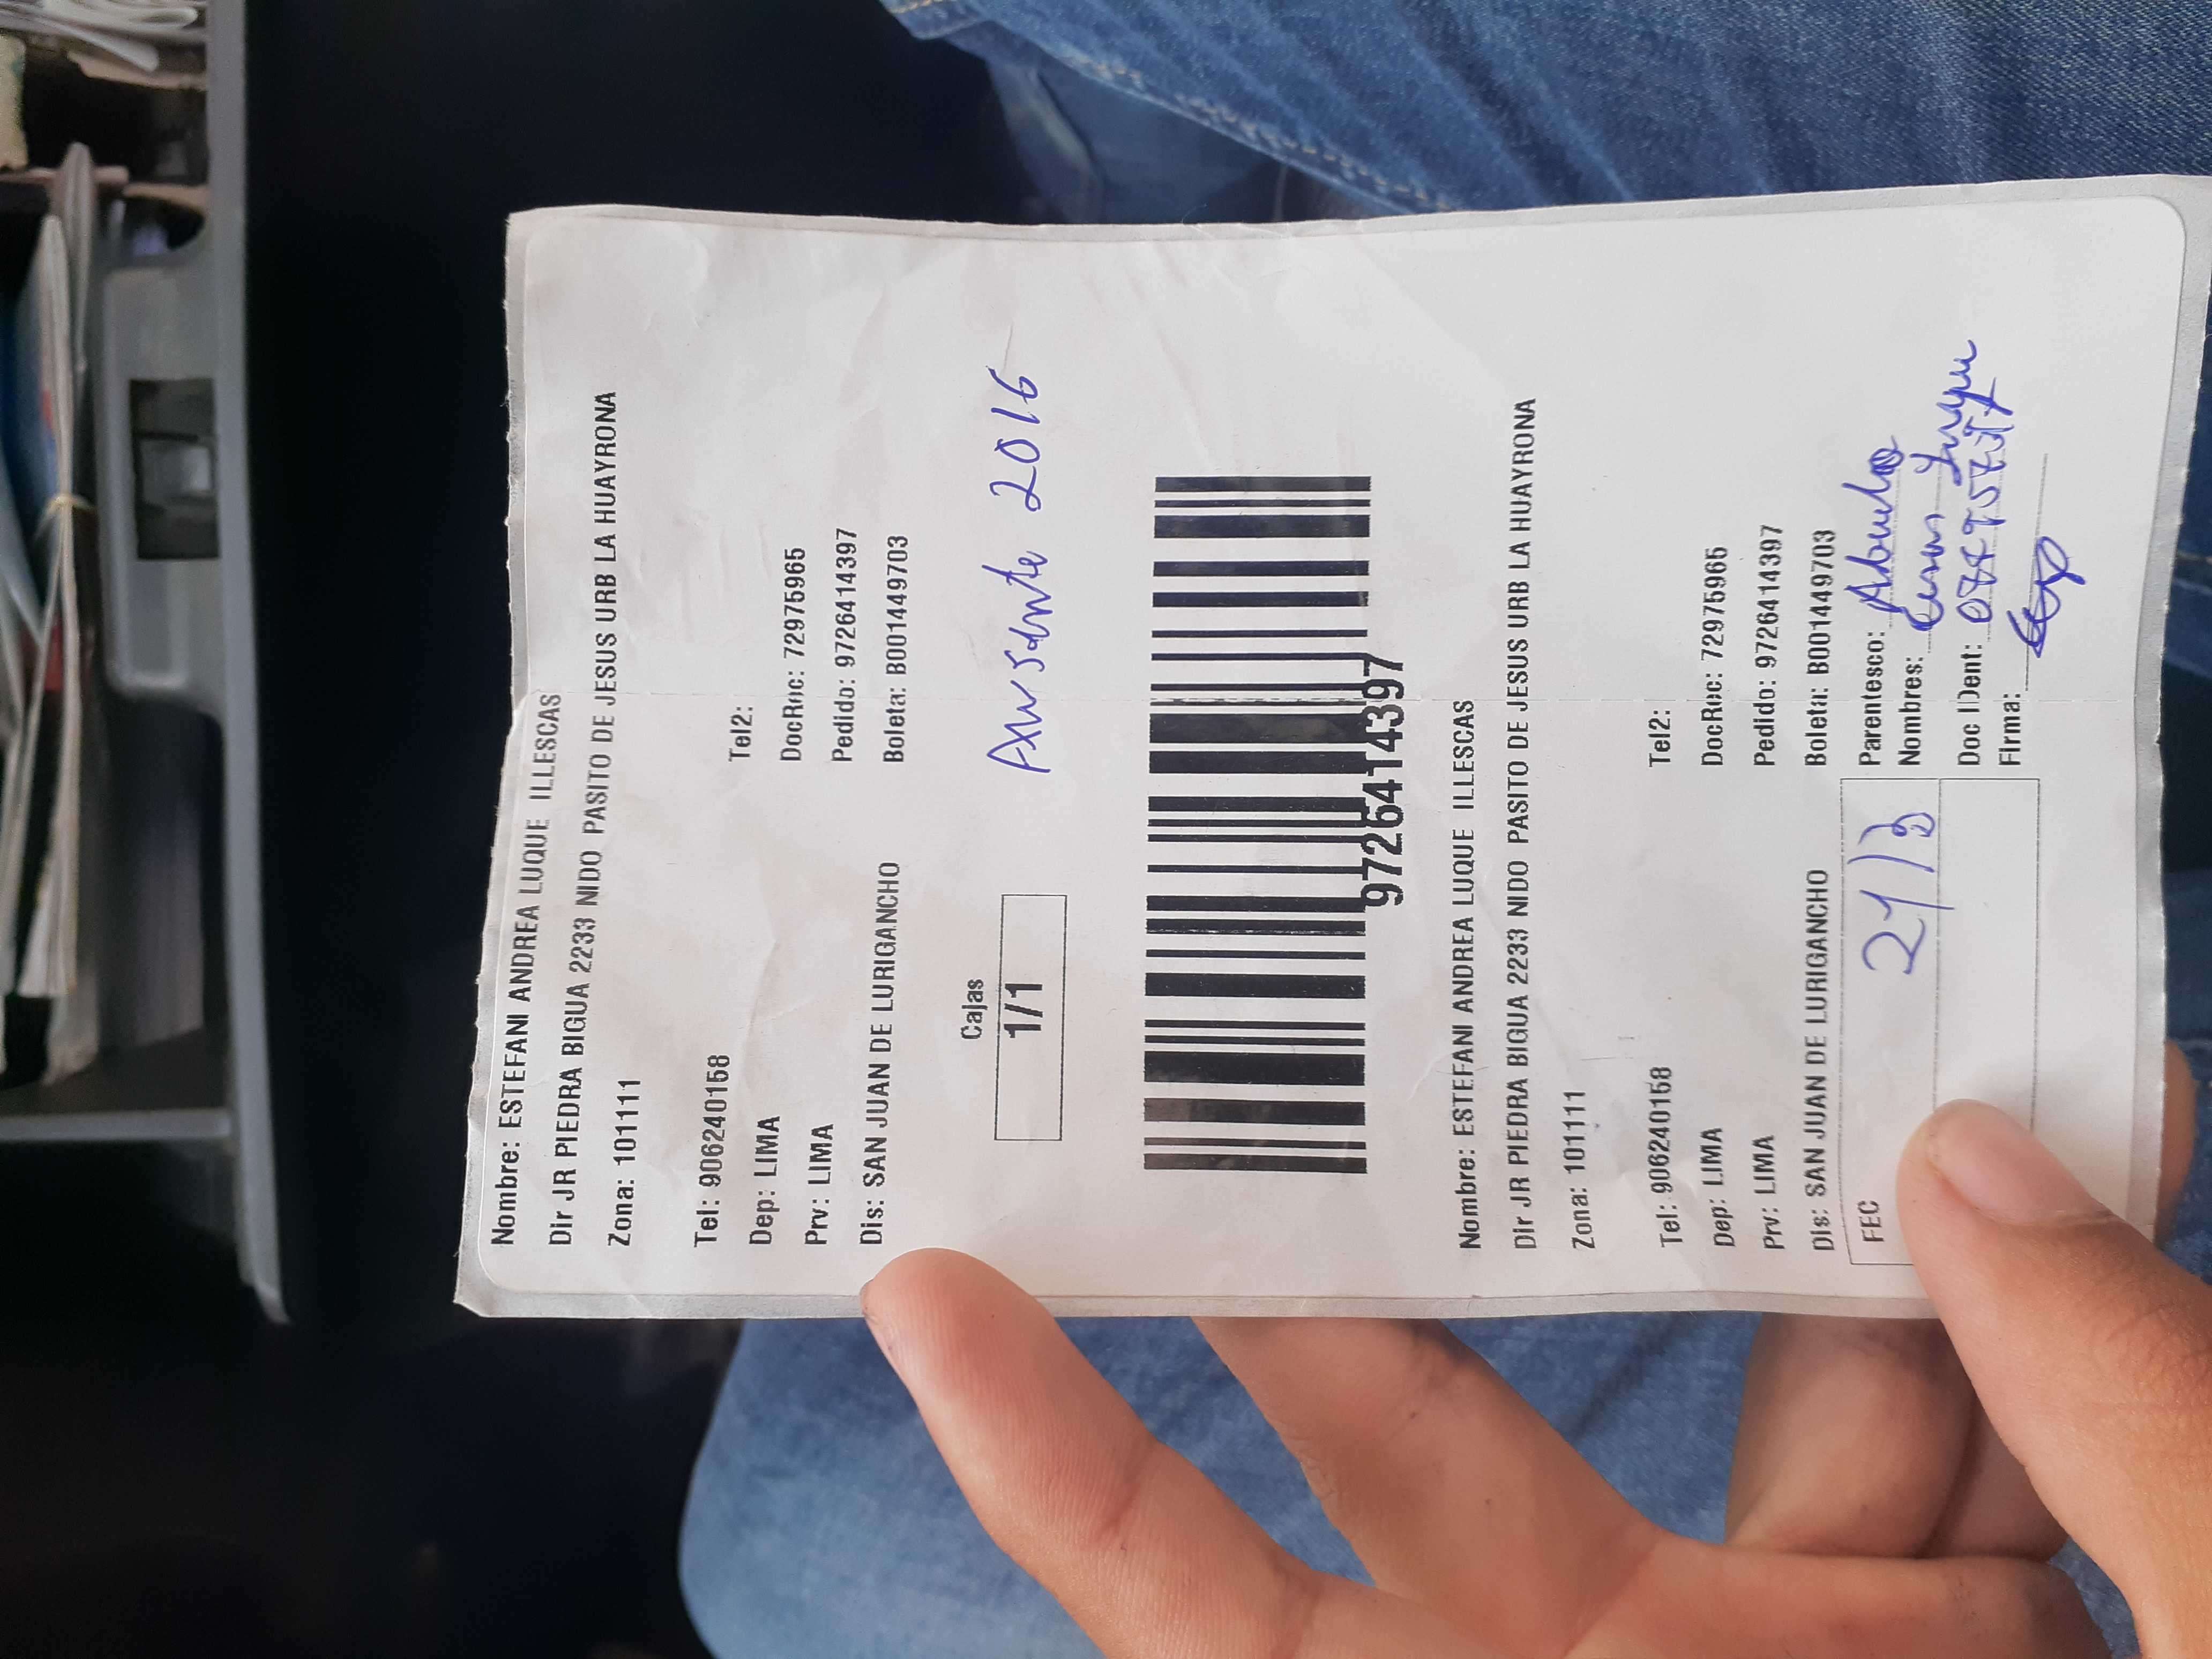 Nombre: ESTEFANI ANDREA LUQUE ILLESCAS
Dir JR PIEDRA BIGUA 2233 NIDO PASITO DE JESUS URB LA HUAYRONA
Zona: 101111
Tel: 906240158 Tel2:
Dep: LIMA DocRuc: 72975965
Prv: LIMA Pedido: 9726414397
Dis: SAN JUAN DE LURIGANCHO Boleta: B001449703
Cajas
1/1
2016
9726414397
Nombre: ESTEFANI ANDREA LUQUE ILLESCAS
Dir JR PIEDRA BIGUA 2233 NIDO PASITO DE JESUS URB LA HUAYRONA
Zona: 101111
Tel: 906240158 Tel2:
Dep: LIMA DocRuc: 72975965
Prv: LIMA Pedido: 9726414397
Dis: SAN JUAN DE LURIGANCHO Boleta: B001449703
FEC Parentesco: Abuelo
Nombres:
Doc IDent:
Firma: